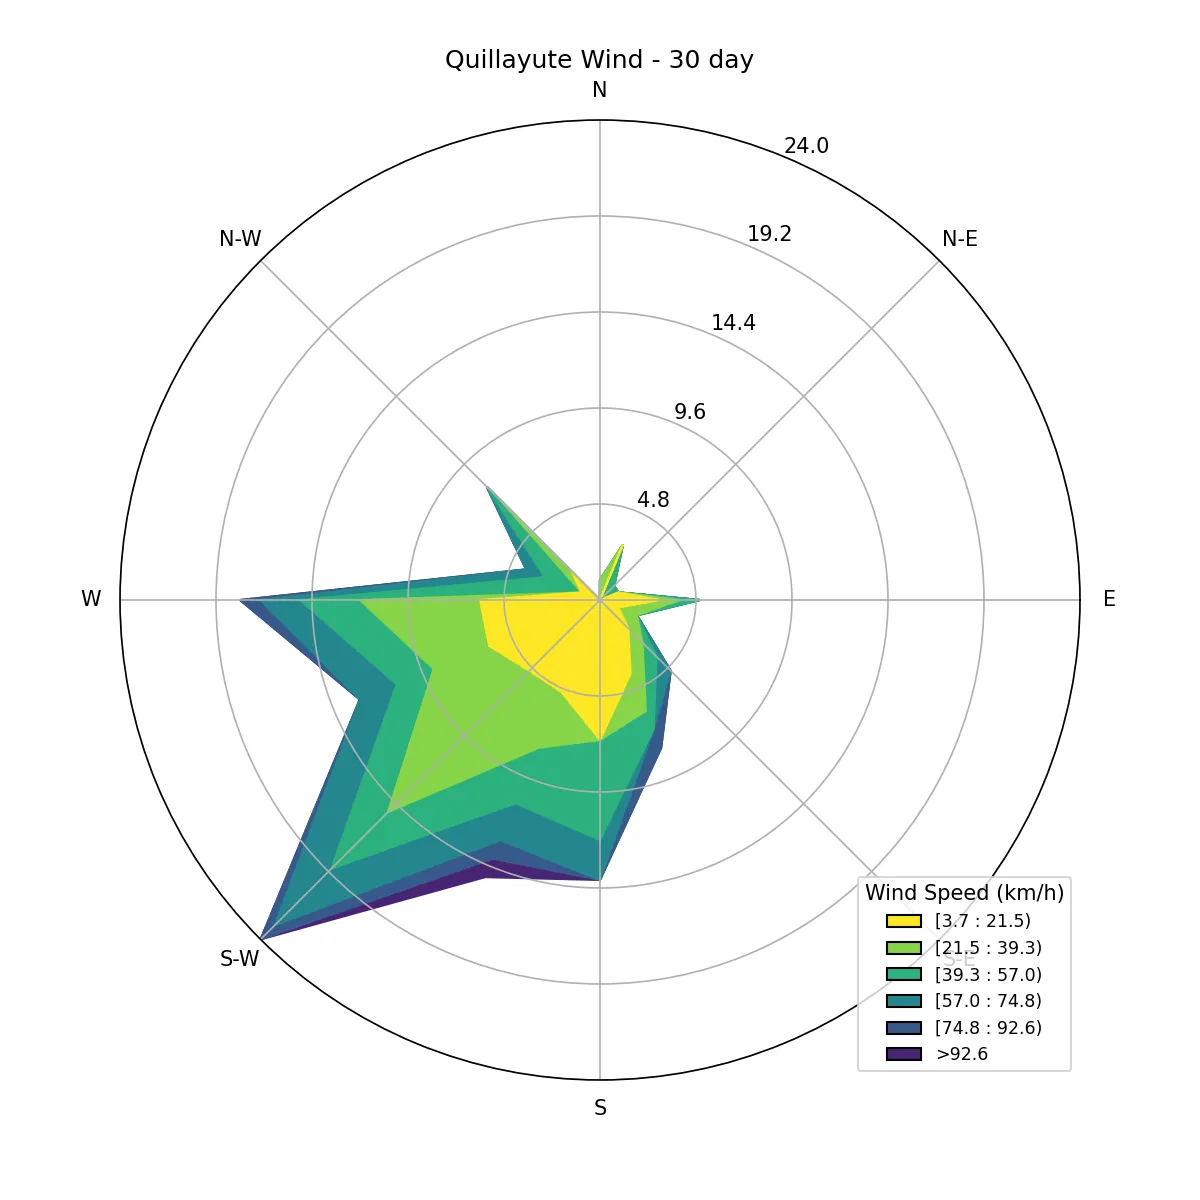 Quillayute Wind - 30 day
N
24.0
N-W
19.2
N-E
14.4
9.6
4.8
W
E
S-W
S-E
Wind Speed (km/h)
[3.7 : 21.5)
[21.5 : 39.3)
[39.3 : 57.0)
[57.0 : 74.8)
[74.8 : 92.6)
>92.6
S